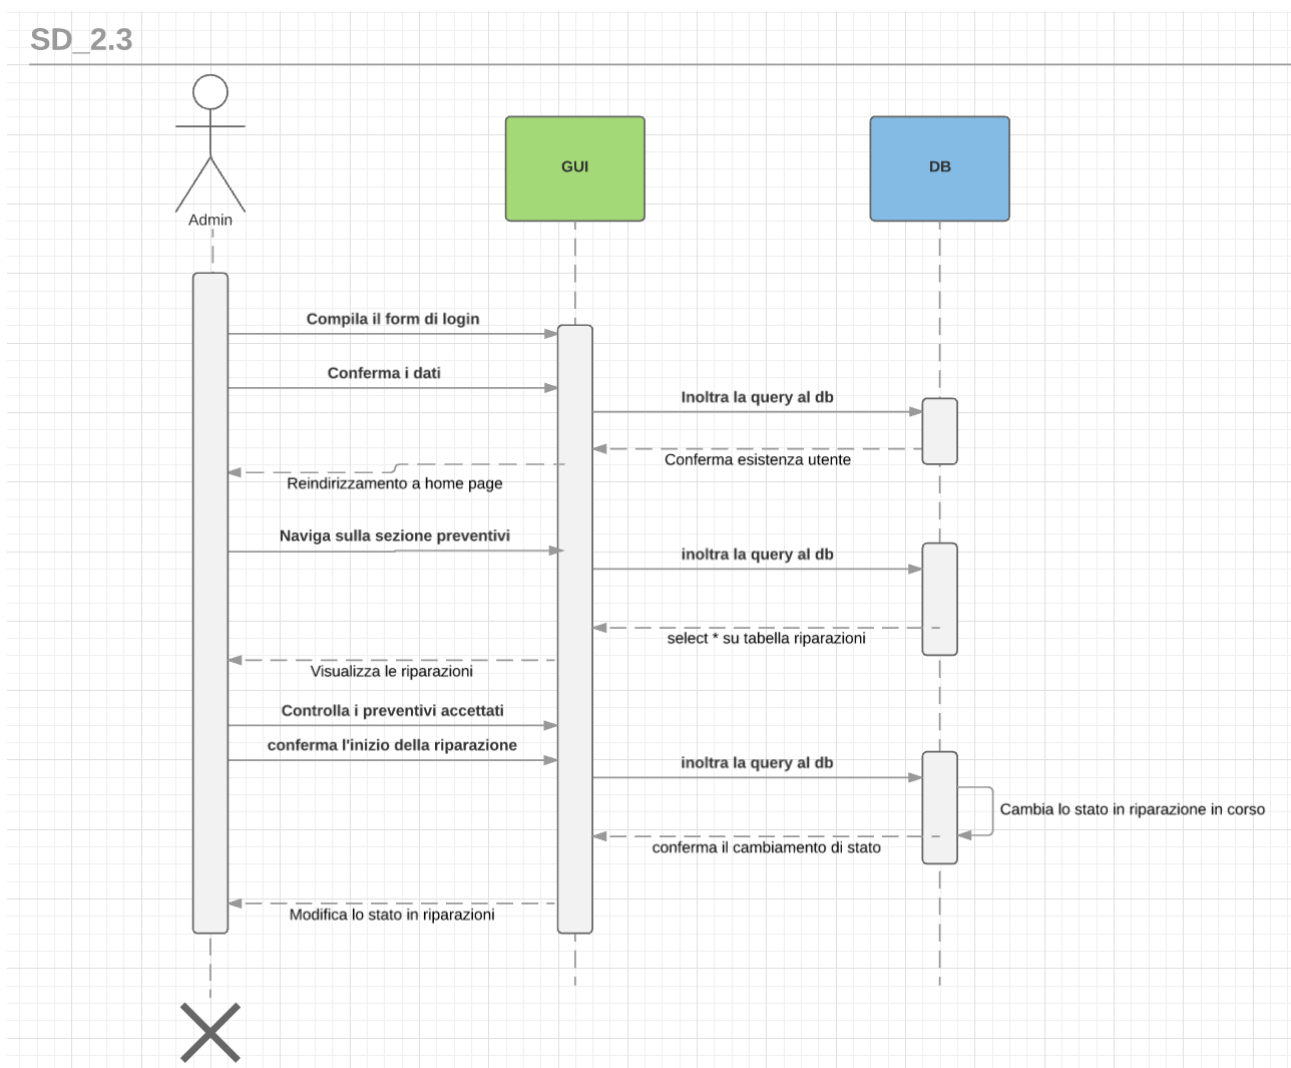 SD_2.3
GUI
DB
Admin
Compila il form di login
Conferma i dati
Inoltra la query al db
Conferma esistenza utente
Reindirizzamento a home page
Naviga sulla sezione preventivi
inoltra la query al db
select * su tabella riparazioni
Visualizza le riparazioni
Controlla i preventivi accettati
conferma l'inizio della riparazione
inoltra la query al db
Cambia lo stato in riparazione in corso
conferma il cambiamento di stato
Modifica lo stato in riparazioni